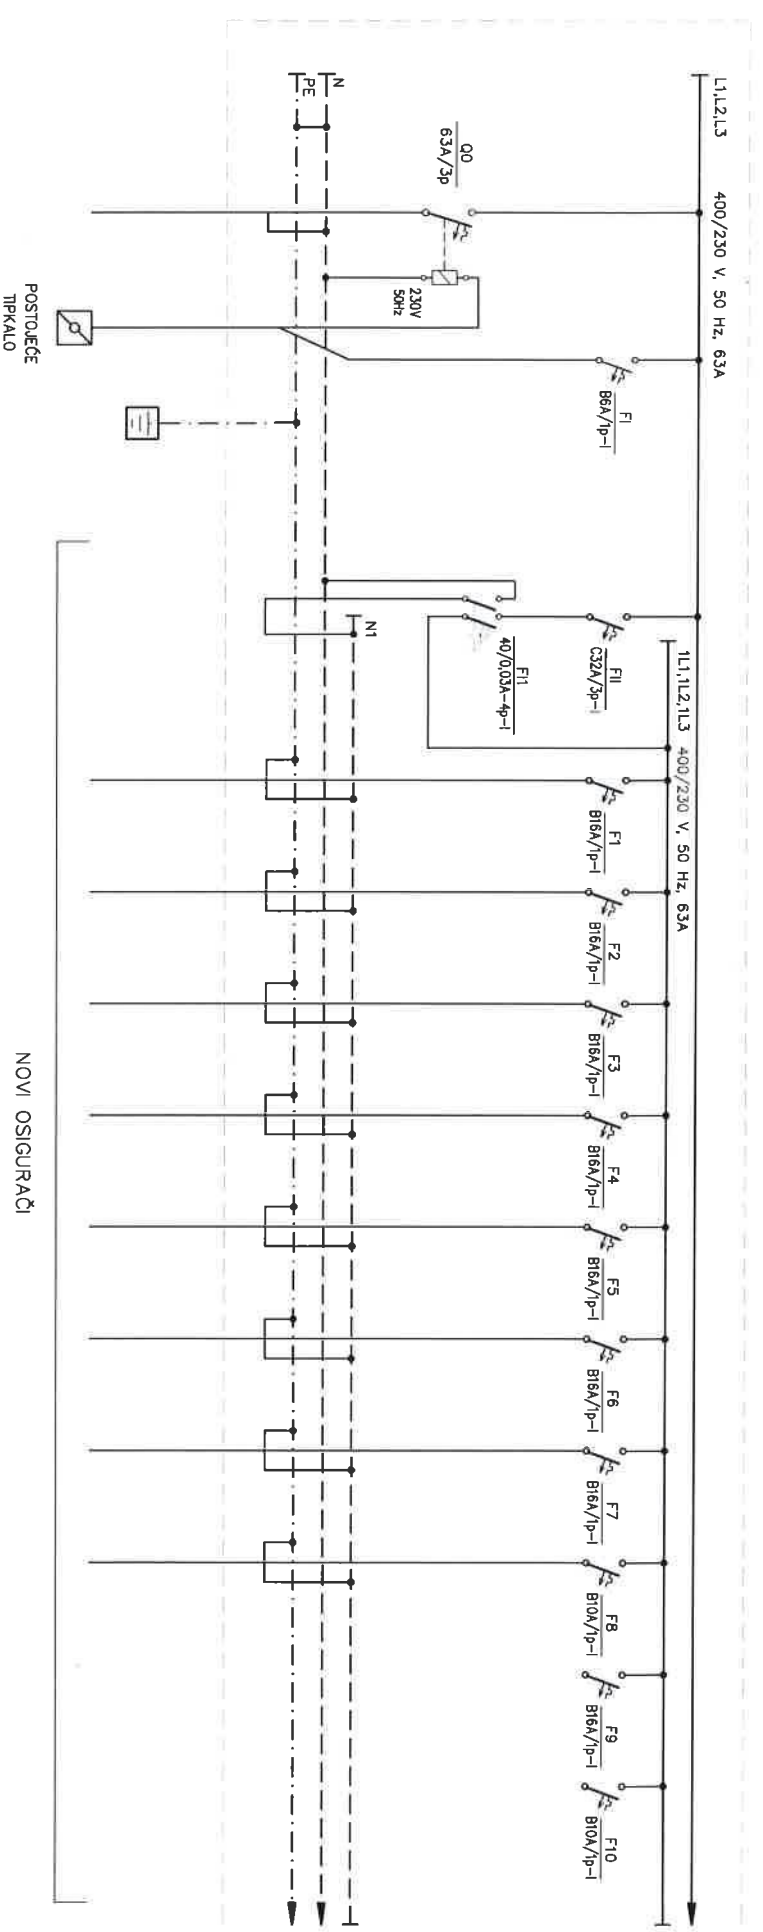 L1,L2,L3   400/230 V, 50 Hz, 63A
N
PE
Q0
63A/3p
230V
50Hz
POSTOJEĆE
TIPKALO
FI
B6A/1p-I
FII
C32A/3p-I
FI1
40/0,03A-4p-I
N1
1L1,1L2,1L3   400/230 V, 50 Hz, 63A
F1
B16A/1p-I
F2
B16A/1p-I
F3
B16A/1p-I
F4
B16A/1p-I
F5
B16A/1p-I
F6
B16A/1p-I
F7
B16A/1p-I
F8
B10A/1p-I
F9
B16A/1p-I
F10
B10A/1p-I
NOVI OSIGURAČI